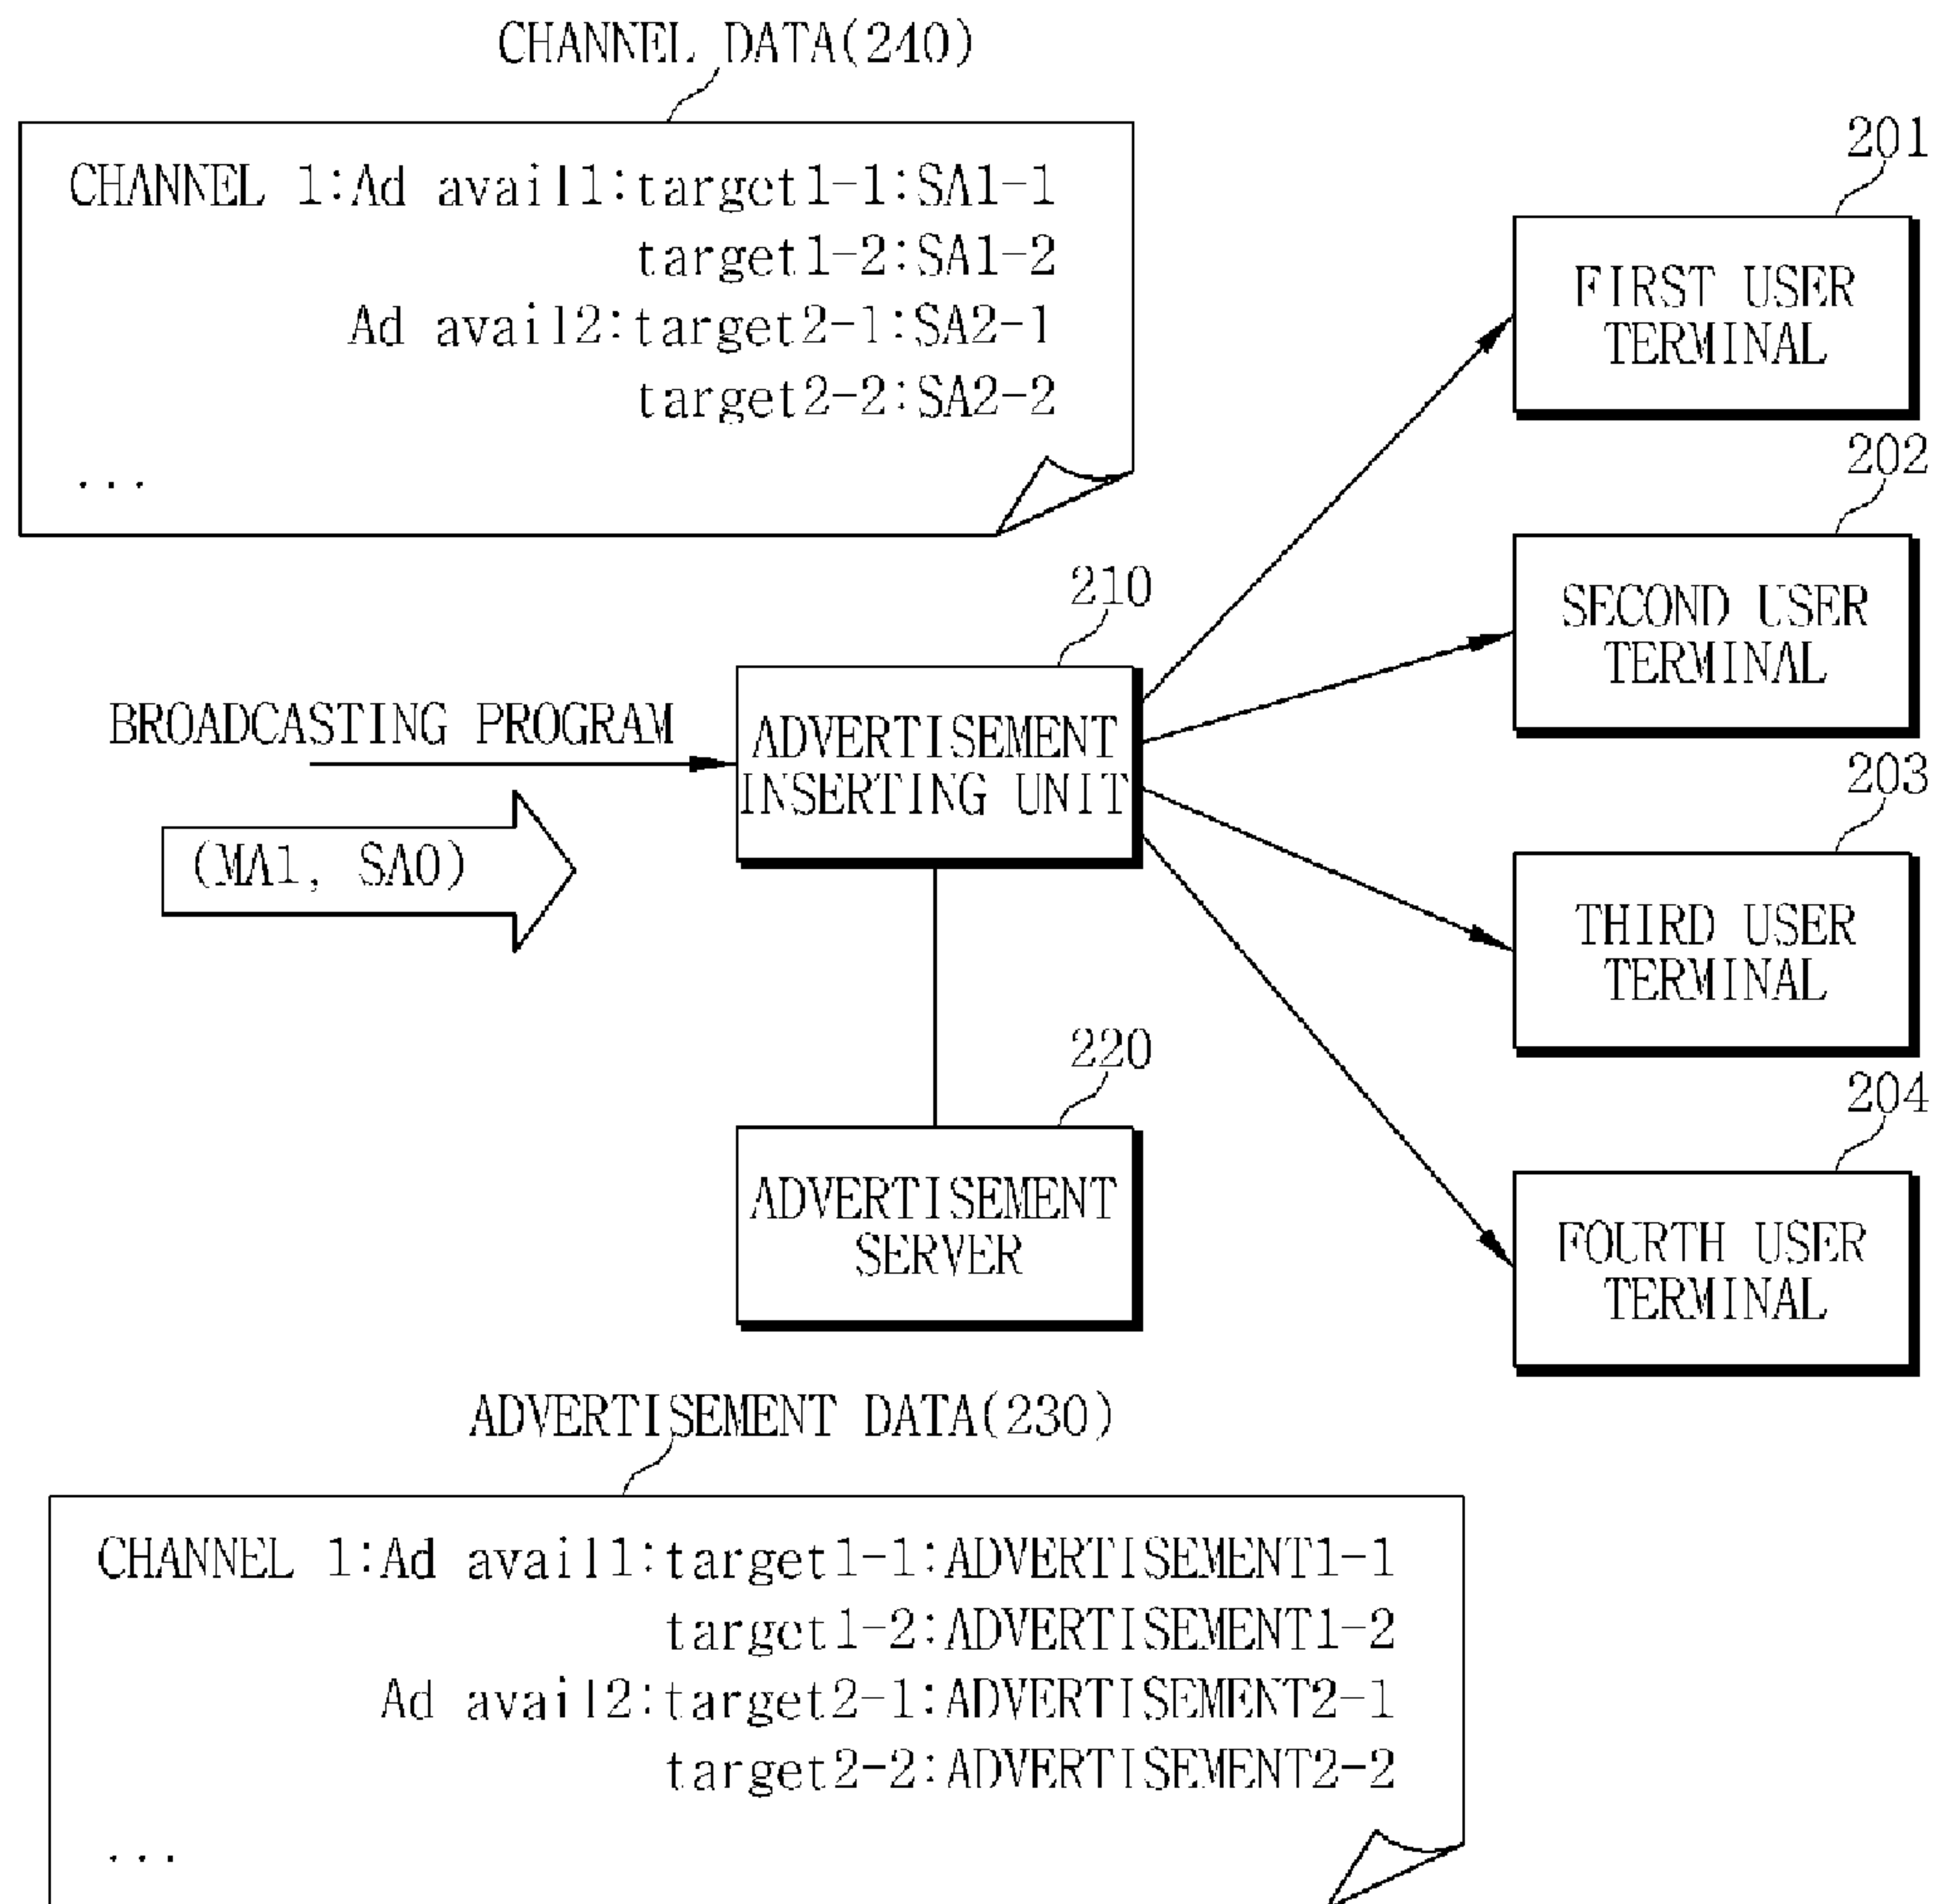 CHANNEL DATA(240)
CHANNEL 1:Ad avail1:target1-1:SA1-1
target1-2:SA1-2
Ad avail2:target2-1:SA2-1
target2-2:SA2-2
...
201
FIRST USER
TERMINAL
202
SECOND USER
TERMINAL
210
BROADCASTING PROGRAM
ADVERTISEMENT
INSERTING UNIT
(MA1, SA0)
203
THIRD USER
TERMINAL
220
ADVERTISEMENT
SERVER
204
FOURTH USER
TERMINAL
ADVERTISEMENT DATA(230)
CHANNEL 1:Ad avail1:target1-1:ADVERTISEMENT1-1
target1-2:ADVERTISEMENT1-2
Ad avail2:target2-1:ADVERTISEMENT2-1
target2-2:ADVERTISEMENT2-2
...